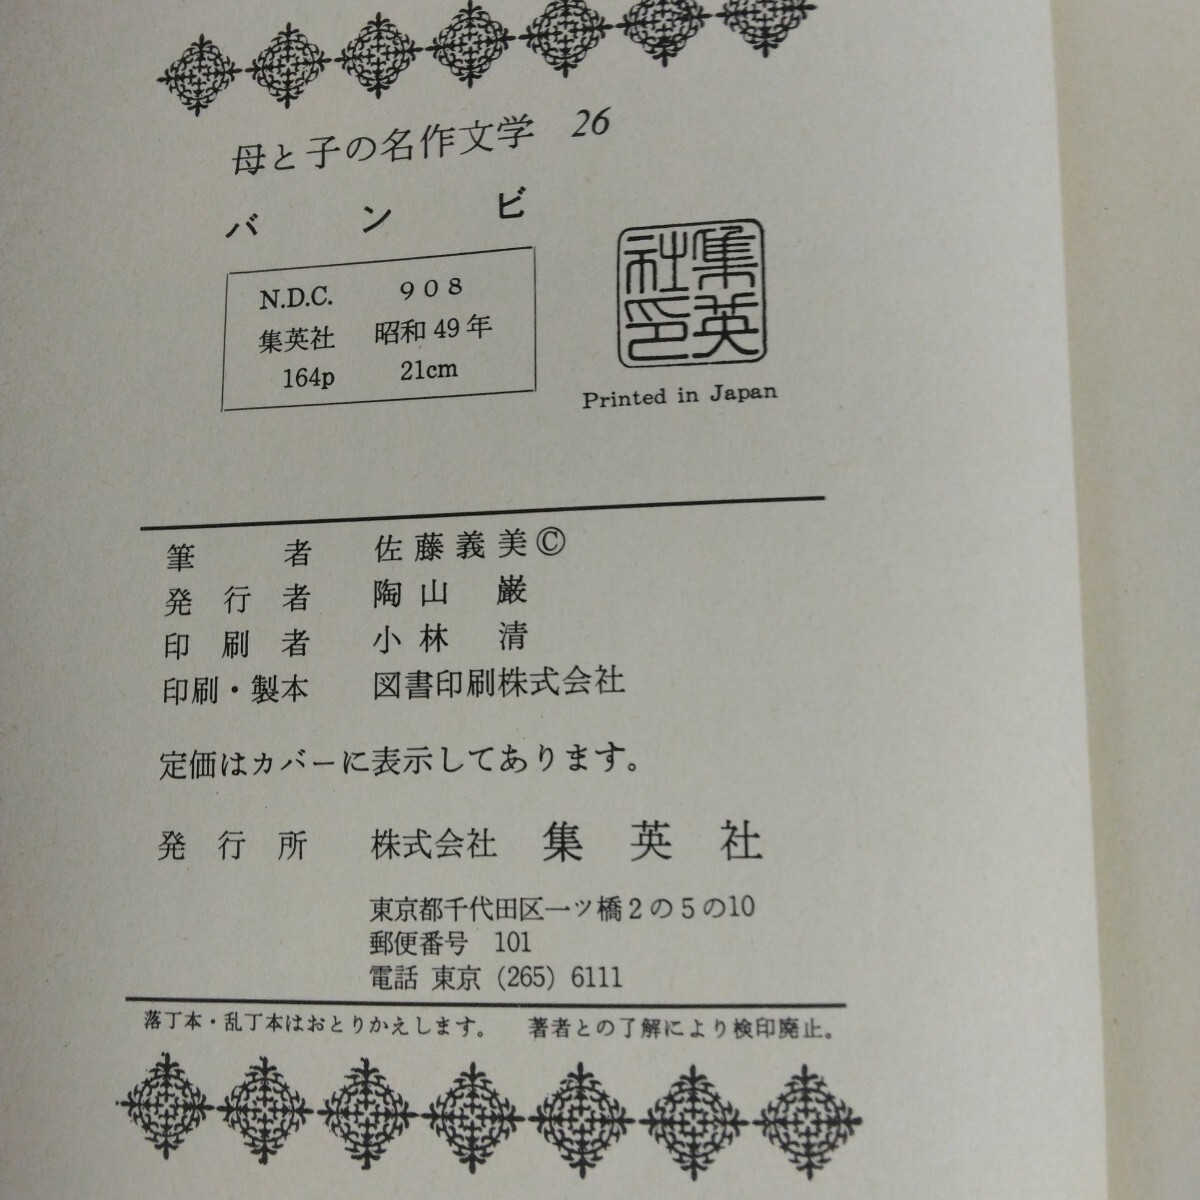 母と子の名作文学 26
バンビ
N.D.C. 908
集英社 昭和49年
164p 21cm
集英社印
Printed in Japan
筆者 佐藤義美©
発行者 陶山巌
印刷者 小林清
印刷・製本 図書印刷株式会社
定価はカバーに表示してあります。
発行所 株式会社 集英社
東京都千代田区一ツ橋2の5の10
郵便番号 101
電話 東京 (265) 6111
落丁本・乱丁本はおとりかえします。 著者との了解により検印廃止。